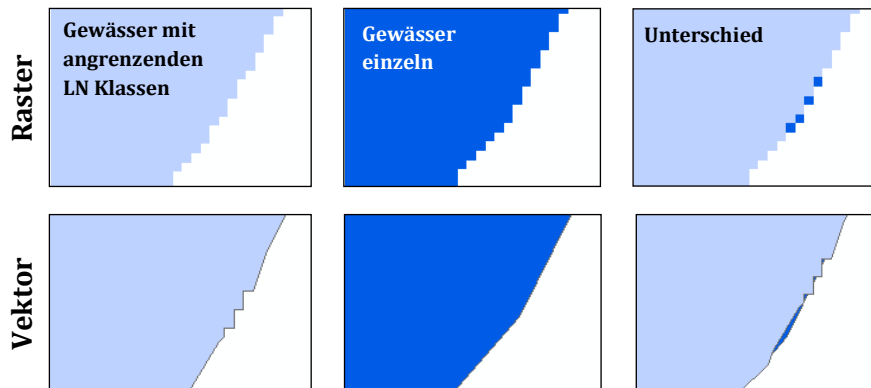 Raster
Gewässer mit
angrenzenden
LN Klassen
Gewässer
einzeln
Unterschied
Vektor